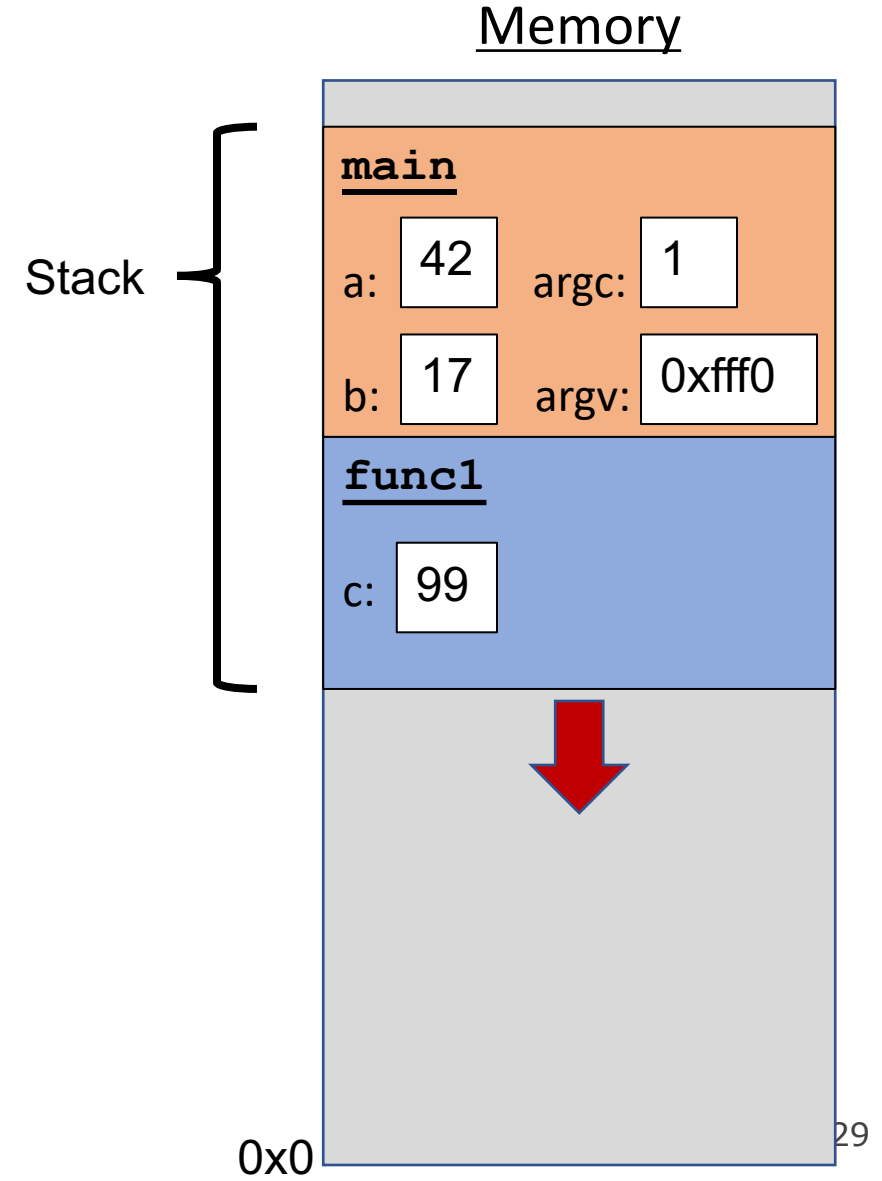 Memory
main
Stack
a: 42 argc: 1
b: 17 argv: 0xfff0
func1
c: 99
29
0x0